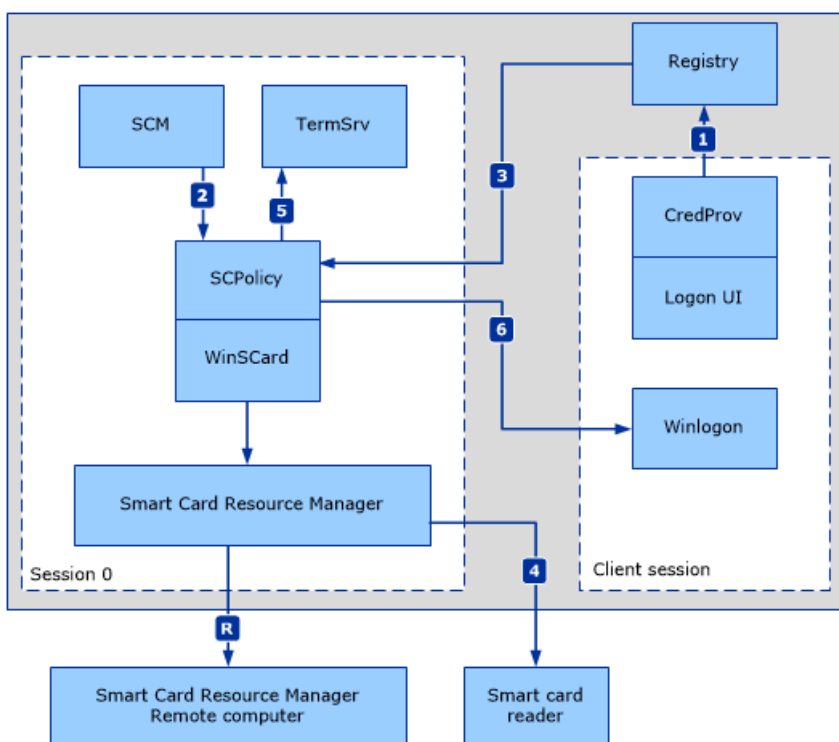 Registry
SCM
TermSrv
1
3
2
5
CredProv
SCPolicy
Logon UI
6
WinSCard
Winlogon
Smart Card Resource Manager
4
Session 0
Client session
R
Smart Card Resource Manager
Remote computer
Smart card
reader